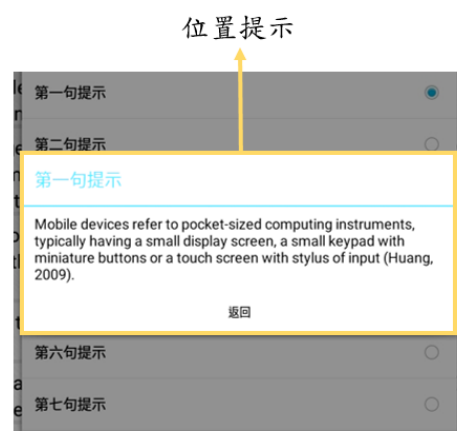 位置提示
第一句提示
第二句提示
第一句提示
Mobile devices refer to pocket-sized computing instruments,
typically having a small display screen, a small keypad with
miniature buttons or a touch screen with stylus of input (Huang,
2009).
返回
第六句提示
第七句提示